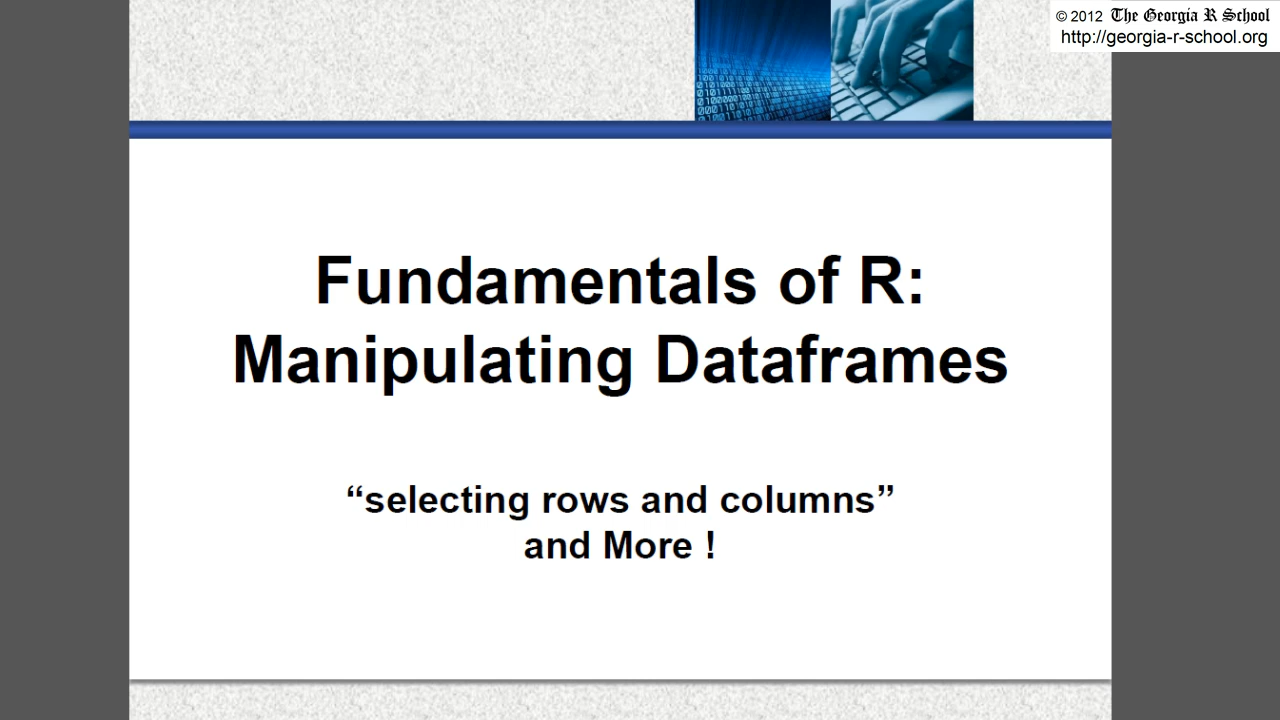 © 2012 The Georgia R School
http://georgia-r-school.org
Fundamentals of R:
Manipulating Dataframes
“selecting rows and columns”
and More !